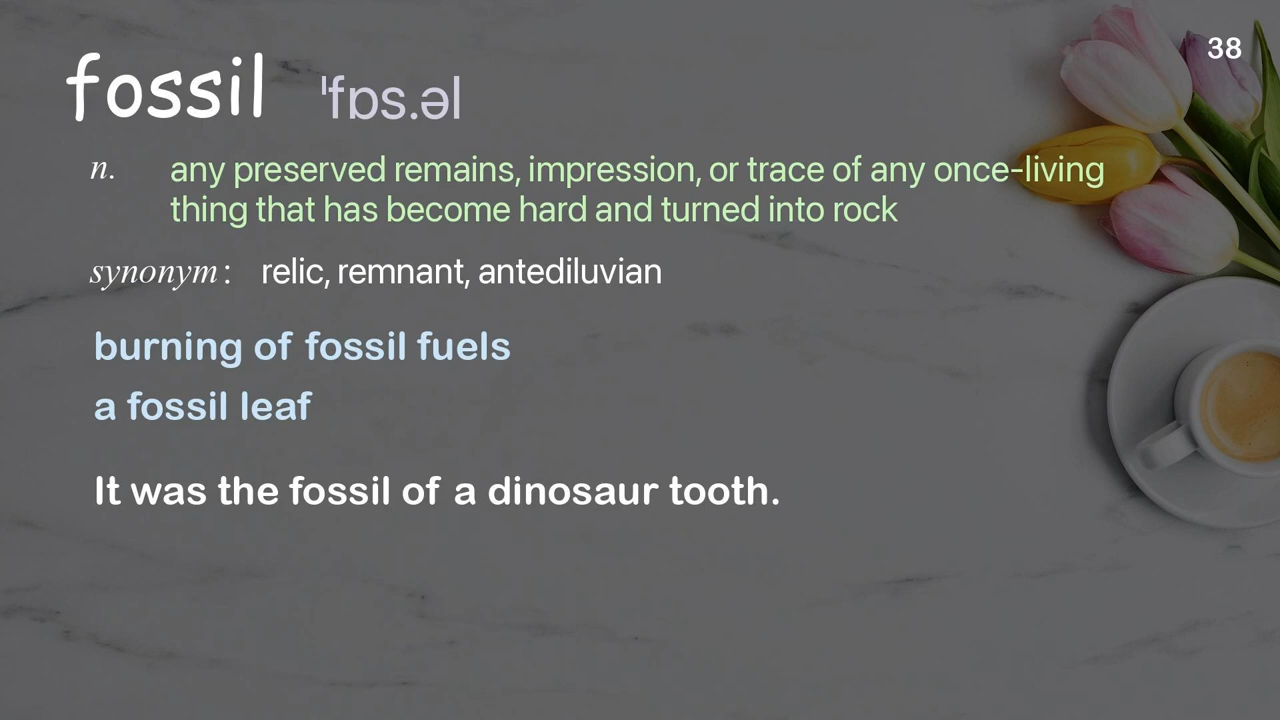 38
fossil ˈfɒs.əl
n. any preserved remains, impression, or trace of any once-living
thing that has become hard and turned into rock
synonym: relic, remnant, antediluvian
burning of fossil fuels
a fossil leaf
It was the fossil of a dinosaur tooth.